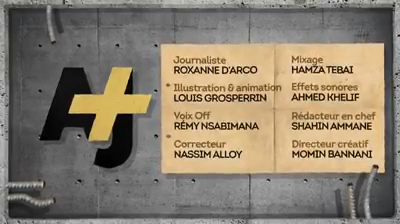 AJ+
Journaliste
ROXANNE D'ARCO
Illustration & animation
LOUIS GROSPERRIN
Voix Off
RÉMY NSABIMANA
Correcteur
NASSIM ALLOY
Mixage
HAMZA TEBAI
Effets sonores
AHMED KHELIF
Rédacteur en chef
SHAHIN AMMANE
Directeur créatif
MOMIN BANNANI